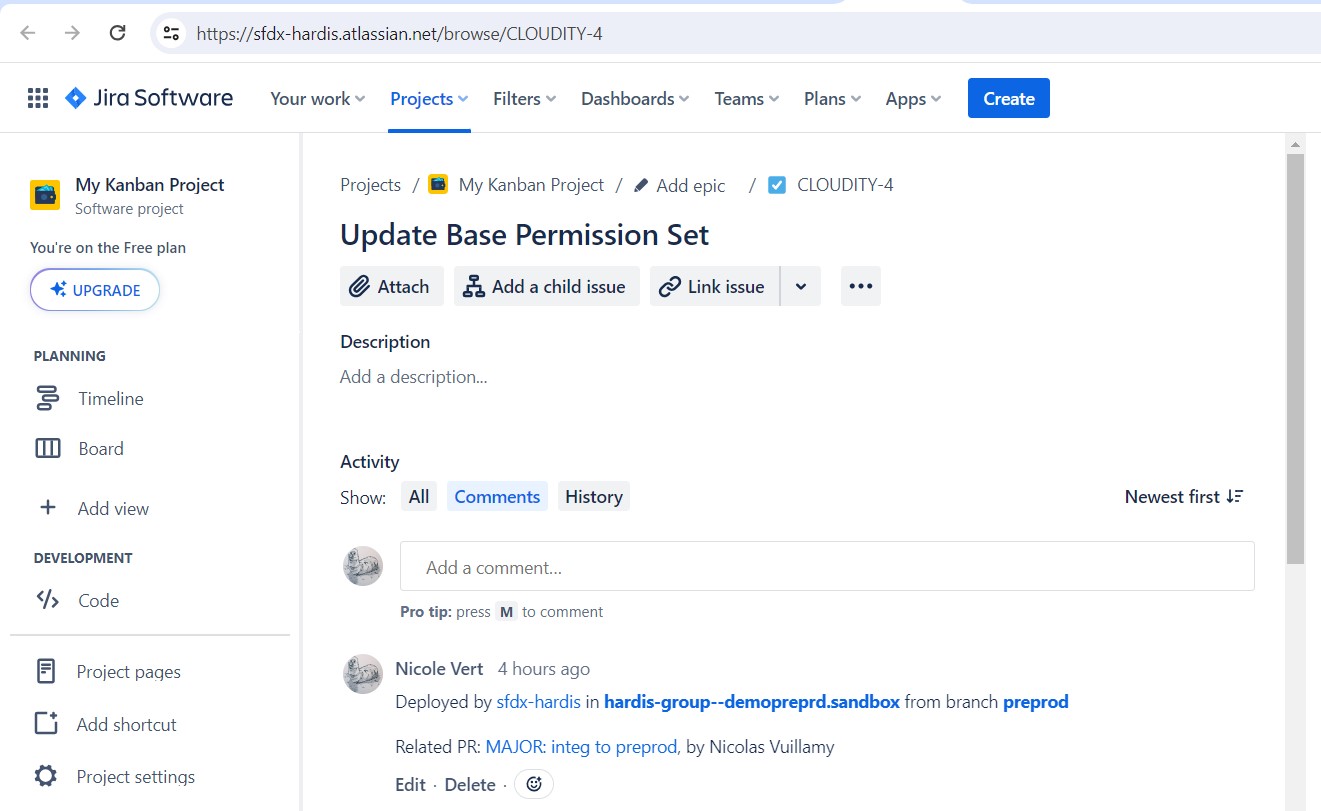 https://sfdx-hardis.atlassian.net/browse/CLOUDITY-4
Jira Software Your work Projects Filters Dashboards Teams Plans Apps Create
My Kanban Project
Software project
You're on the Free plan
UPGRADE
PLANNING
Timeline
Board
Add view
DEVELOPMENT
Code
Project pages
Add shortcut
Project settings
Projects / My Kanban Project / Add epic / CLOUDITY-4
Update Base Permission Set
Attach Add a child issue Link issue
Description
Add a description...
Activity
Show: All Comments History Newest first
Add a comment...
Pro tip: press M to comment
Nicole Vert 4 hours ago
Deployed by sfdx-hardis in hardis-group--demopreprd.sandbox from branch preprod
Related PR: MAJOR: integ to preprod, by Nicolas Vuillamy
Edit · Delete ·